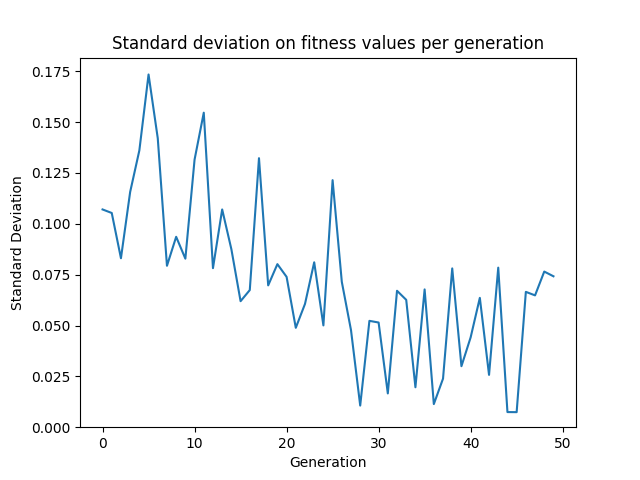 Standard deviation on fitness values per generation
0.175
0.150
0.125
0.100
0.075
0.050
0.025
0.000
Standard Deviation
0 10 20 30 40 50
Generation